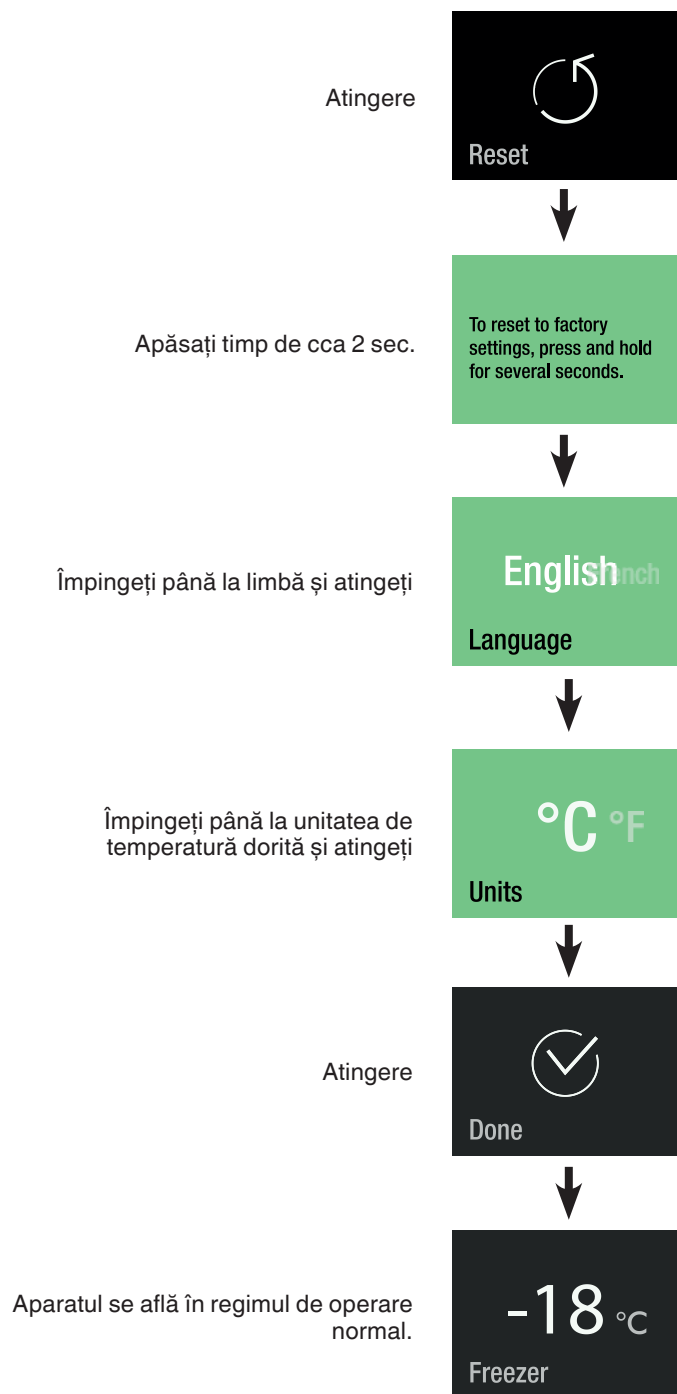 Atingere
Reset
Apăsați timp de cca 2 sec.
To reset to factory
settings, press and hold
for several seconds.
Împingeți până la limbă și atingeți
English French
Language
Împingeți până la unitatea de
temperatură dorită și atingeți
°C °F
Units
Atingere
Done
Aparatul se află în regimul de operare
normal.
-18 °C
Freezer